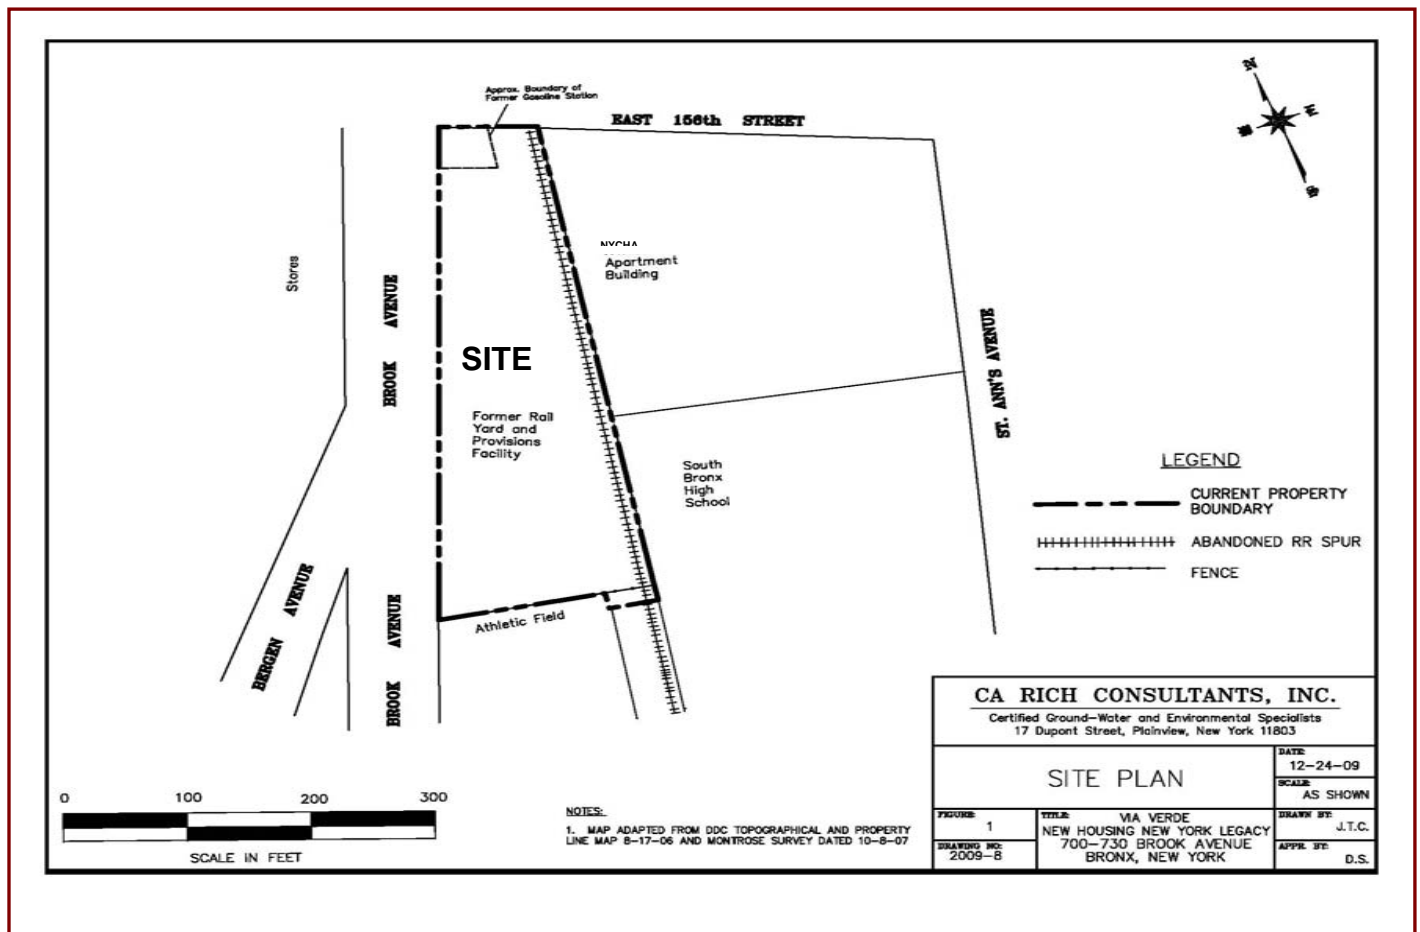 Approx. Boundary of
Former Gasoline Station
EAST 156th STREET
N
S
Stores
BROOK AVENUE
SITE
NYCHA
Apartment
Building
Former Rail
Yard and
Provisions
Facility
South
Bronx
High
School
ST. ANN'S AVENUE
BERGEN AVENUE
BROOK AVENUE
Athletic Field
LEGEND
CURRENT PROPERTY
BOUNDARY
ABANDONED RR SPUR
FENCE
0 100 200 300
SCALE IN FEET
NOTES:
1. MAP ADAPTED FROM DDC TOPOGRAPHICAL AND PROPERTY
LINE MAP 8-17-06 AND MONTROSE SURVEY DATED 10-8-07
CA RICH CONSULTANTS, INC.
Certified Ground-Water and Environmental Specialists
17 Dupont Street, Plainview, New York 11803
SITE PLAN
DATE:
12-24-09
SCALE:
AS SHOWN
FIGURE:
1
DRAWING NO:
2009-8
TITLE:
VIA VERDE
NEW HOUSING NEW YORK LEGACY
700-730 BROOK AVENUE
BRONX, NEW YORK
DRAWN BY:
J.T.C.
APPR. BY:
D.S.